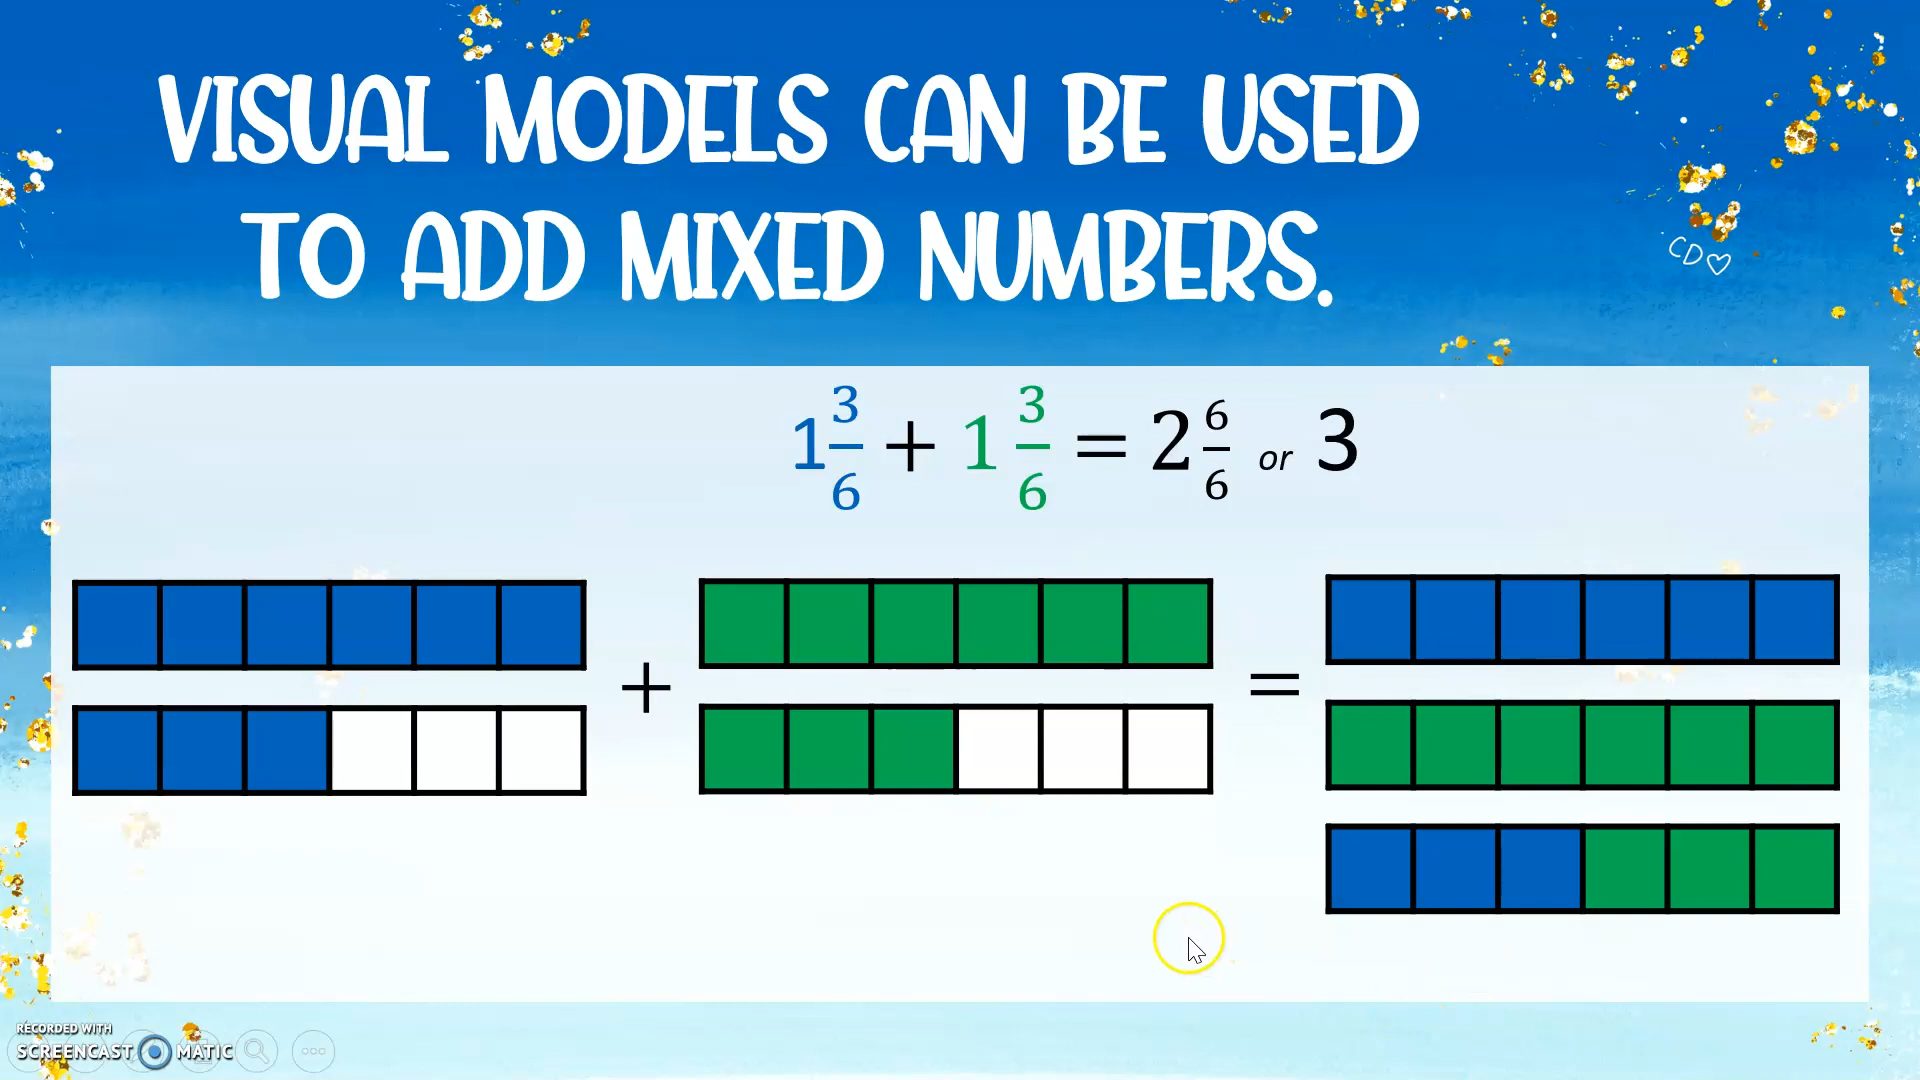 VISUAL MODELS CAN BE USED
TO ADD MIXED NUMBERS.
CD♡
1 3/6 + 1 3/6 = 2 6/6 or 3
+ =
RECORDED WITH
SCREENCAST MATIC